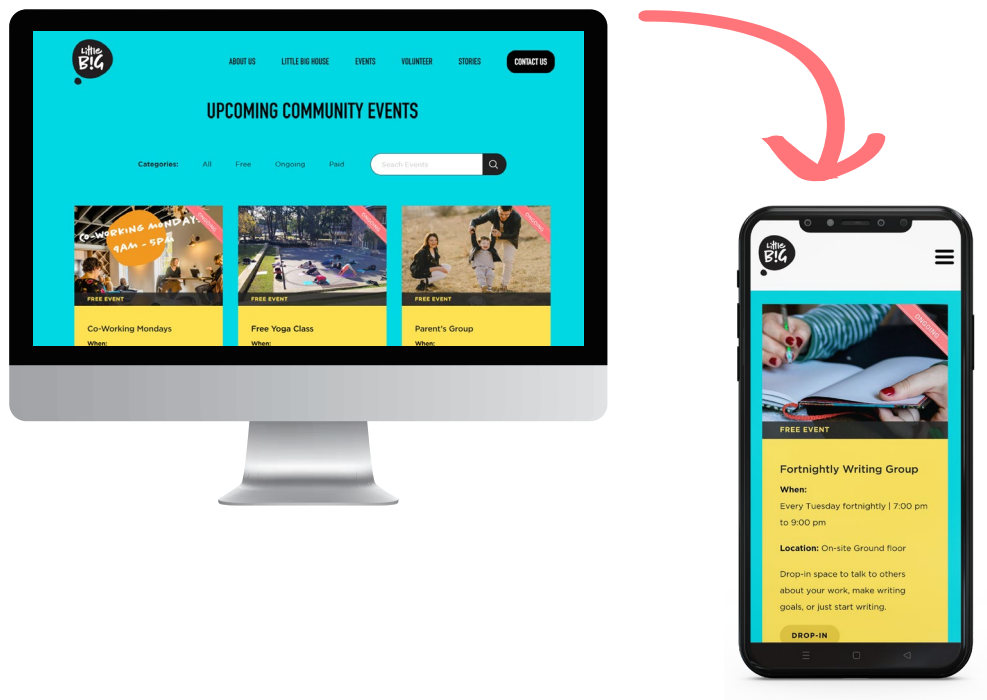 Little
B!G
ABOUT US
LITTLE BIG HOUSE
EVENTS
VOLUNTEER
STORIES
CONTACT US
UPCOMING COMMUNITY EVENTS
Categories:
All
Free
Ongoing
Paid
Seach Events
CO-WORKING MONDAY
9AM - 5PM
ONGOING
FREE EVENT
Co-Working Mondays
When:
ONGOING
FREE EVENT
Free Yoga Class
When:
ONGOING
FREE EVENT
Parent's Group
When:
Little
B!G
ONGOING
FREE EVENT
Fortnightly Writing Group
When:
Every Tuesday fortnightly | 7:00 pm
to 9:00 pm
Location: On-site Ground floor
Drop-in space to talk to others
about your work, make writing
goals, or just start writing.
DROP-IN